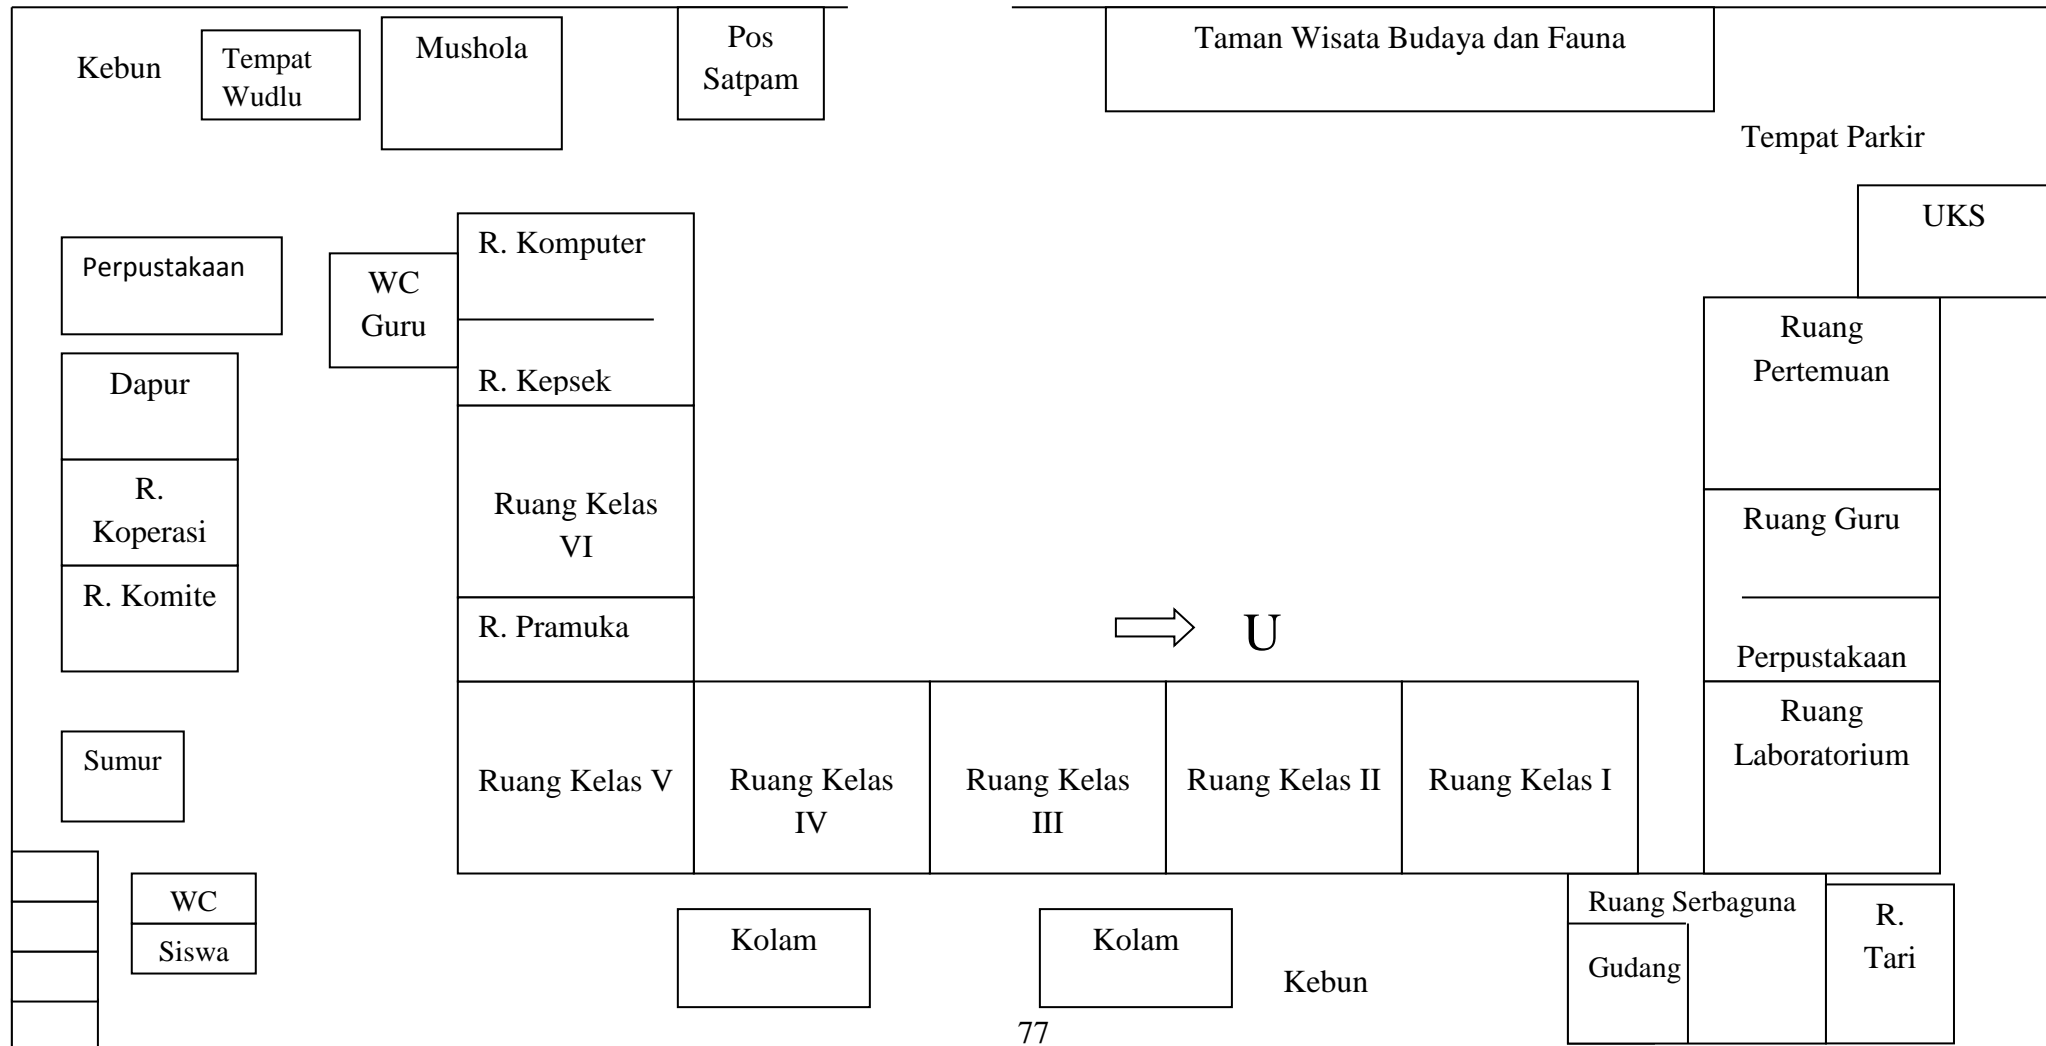 Kebun
Tempat
Wudlu
Mushola
Pos
Satpam
Taman Wisata Budaya dan Fauna
Tempat Parkir
UKS
Perpustakaan
WC
Guru
R. Komputer
R. Kepsek
Ruang
Pertemuan
Dapur
R.
Koperasi
R. Komite
Ruang Kelas
VI
R. Pramuka
U
Ruang Guru
Perpustakaan
Ruang
Laboratorium
Sumur
Ruang Kelas V
Ruang Kelas
IV
Ruang Kelas
III
Ruang Kelas II
Ruang Kelas I
WC
Siswa
Kolam
Kolam
Kebun
Ruang Serbaguna
Gudang
R.
Tari
77